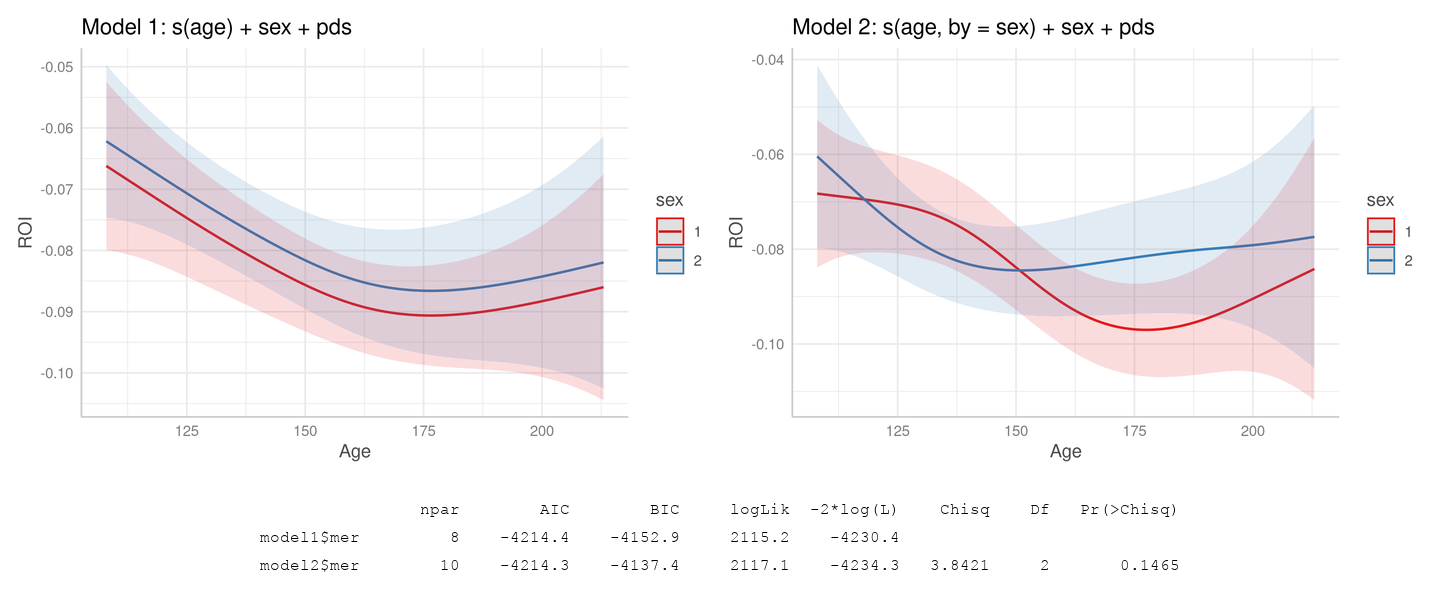 Model 1: s(age) + sex + pds
-0.05
-0.06
-0.07
-0.08
-0.09
-0.10
ROI
125
150
175
200
Age
sex
1
2
Model 2: s(age, by = sex) + sex + pds
-0.04
-0.06
-0.08
-0.10
ROI
125
150
175
200
Age
sex
1
2
npar AIC BIC logLik -2*log(L) Chisq Df Pr(>Chisq)
model1$mer 8 -4214.4 -4152.9 2115.2 -4230.4
model2$mer 10 -4214.3 -4137.4 2117.1 -4234.3 3.8421 2 0.1465